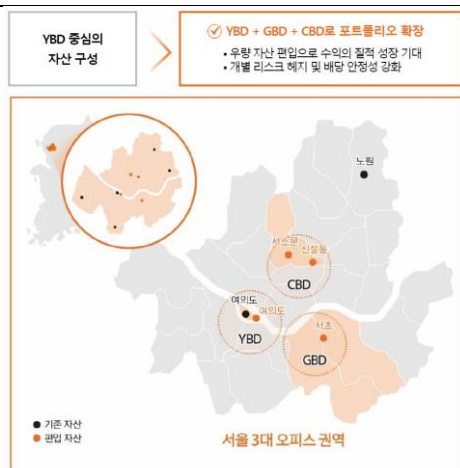 YBD 중심의
자산 구성
YBD + GBD + CBD로 포트폴리오 확장
• 우량 자산 편입으로 수익의 질적 성장 기대
• 개별 리스크 헤지 및 배당 안정성 강화
노원
서소문
신설동
CBD
여의도
여의도
YBD
서초
GBD
기존 자산
편입 자산
서울 3대 오피스 권역